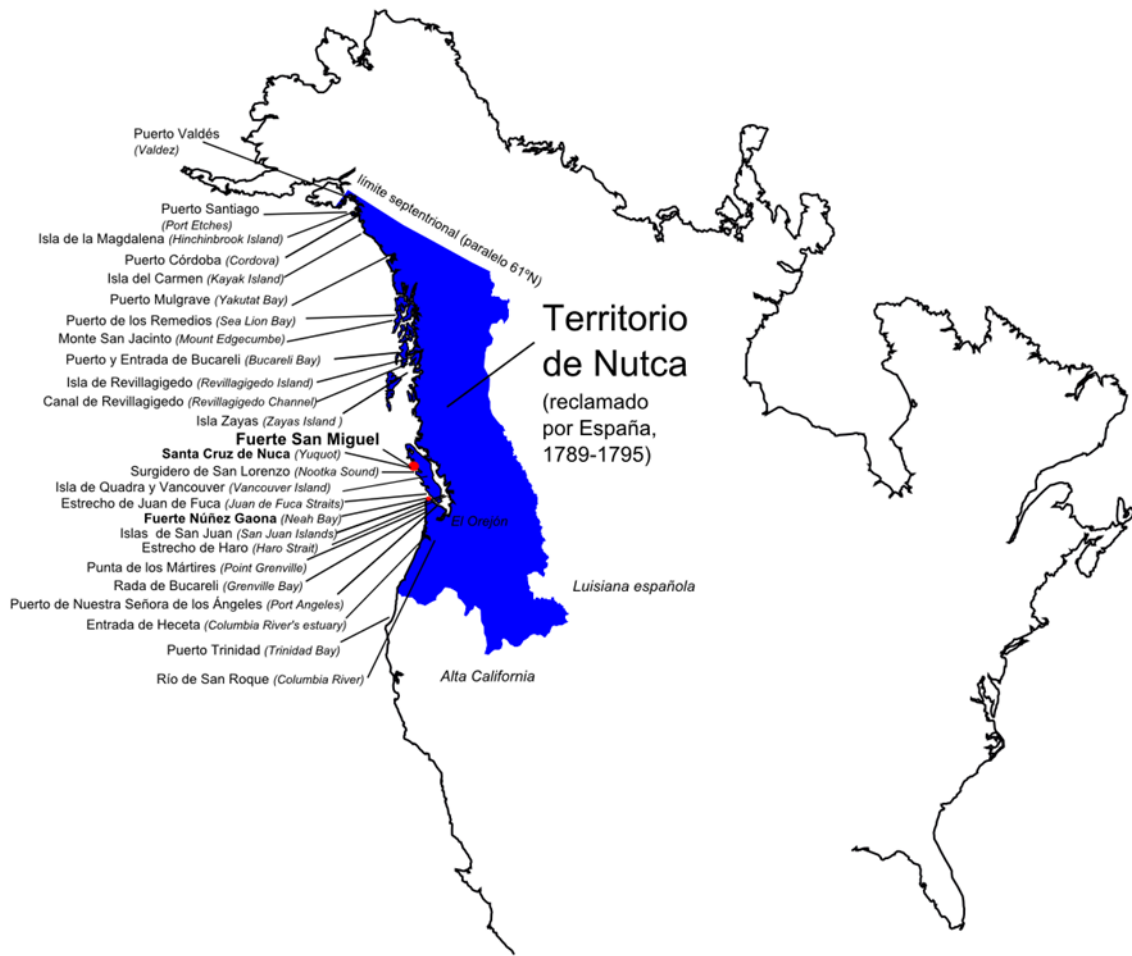 Puerto Valdés
(Valdez)
límite septentrional (paralelo 61ºN)
Puerto Santiago
(Port Etches)
Isla de la Magdalena (Hinchinbrook Island)
Puerto Córdoba (Cordova)
Isla del Carmen (Kayak Island)
Puerto Mulgrave (Yakutat Bay)
Puerto de los Remedios (Sea Lion Bay)
Monte San Jacinto (Mount Edgecumbe)
Puerto y Entrada de Bucareli (Bucareli Bay)
Isla de Revillagigedo (Revillagigedo Island)
Canal de Revillagigedo (Revillagigedo Channel)
Isla Zayas (Zayas Island )
Fuerte San Miguel
Santa Cruz de Nuca (Yuquot)
Surgidero de San Lorenzo (Nootka Sound)
Isla de Quadra y Vancouver (Vancouver Island)
Estrecho de Juan de Fuca (Juan de Fuca Straits)
Fuerte Núñez Gaona (Neah Bay)
Islas de San Juan (San Juan Islands)
Estrecho de Haro (Haro Strait)
Punta de los Mártires (Point Grenville)
Rada de Bucareli (Grenville Bay)
Puerto de Nuestra Señora de los Ángeles (Port Angeles)
Entrada de Heceta (Columbia River's estuary)
Puerto Trinidad (Trinidad Bay)
Río de San Roque (Columbia River)
Territorio
de Nutca
(reclamado
por España,
1789-1795)
El Orejón
Luisiana española
Alta California